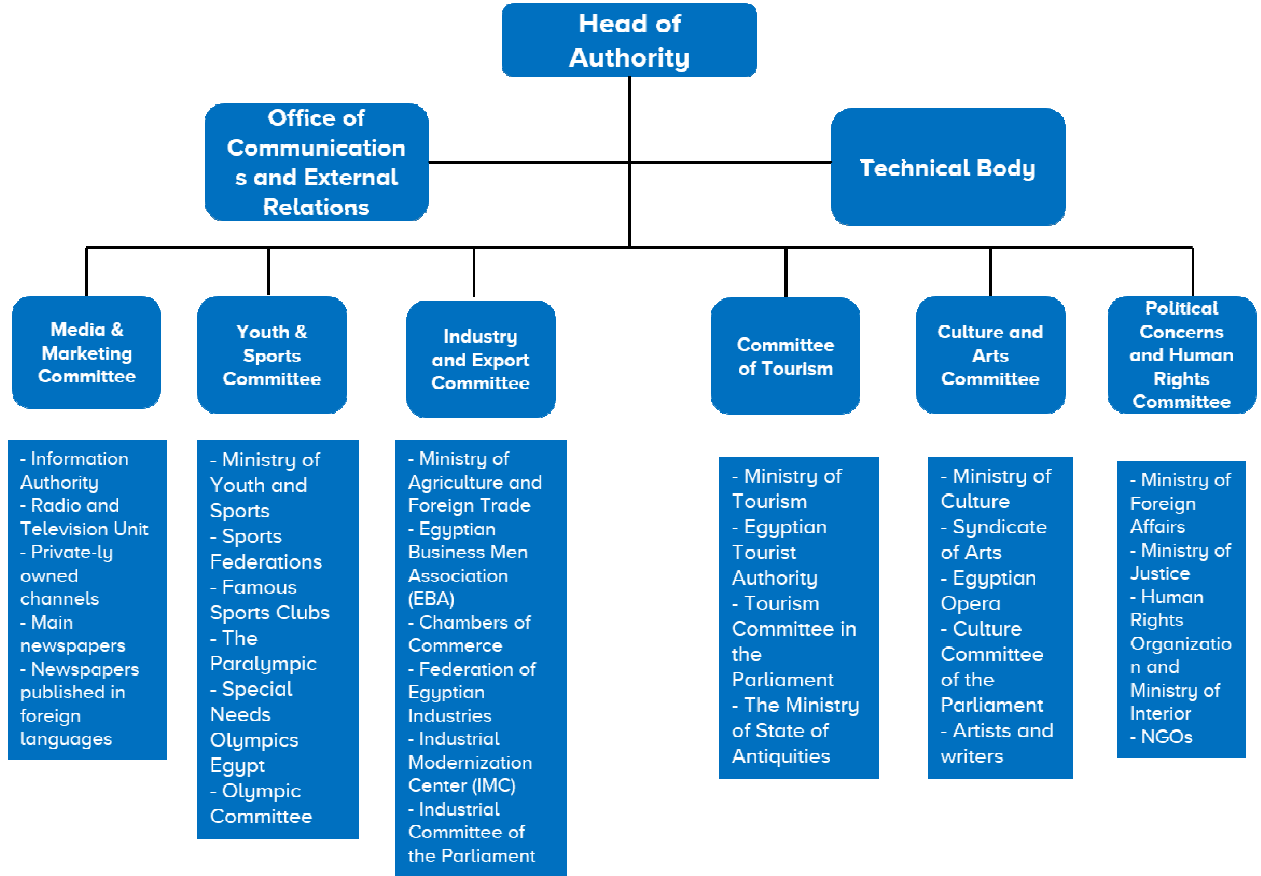 Head of
Authority
Office of
Communication
s and External
Relations
Technical Body
Media &
Marketing
Committee
Youth &
Sports
Committee
Industry
and Export
Committee
Committee
of Tourism
Culture and
Arts
Committee
Political
Concerns
and Human
Rights
Committee
- Information
Authority
- Radio and
Television Unit
- Private-ly
owned
channels
- Main
newspapers
- Newspapers
published in
foreign
languages
- Ministry of
Youth and
Sports
- Sports
Federations
- Famous
Sports Clubs
- The
Paralympic
- Special
Needs
Olympics
Egypt
- Olympic
Committee
- Ministry of
Agriculture and
Foreign Trade
- Egyptian
Business Men
Association
(EBA)
- Chambers of
Commerce
- Federation of
Egyptian
Industries
- Industrial
Modernization
Center (IMC)
- Industrial
Committee of
the Parliament
- Ministry of
Tourism
- Egyptian
Tourist
Authority
- Tourism
Committee in
the
Parliament
- The Ministry
of State of
Antiquities
- Ministry of
Culture
- Syndicate
of Arts
- Egyptian
Opera
- Culture
Committee
of the
Parliament
- Artists and
writers
- Ministry of
Foreign
Affairs
- Ministry of
Justice
- Human
Rights
Organizatio
n and
Ministry of
Interior
- NGOs